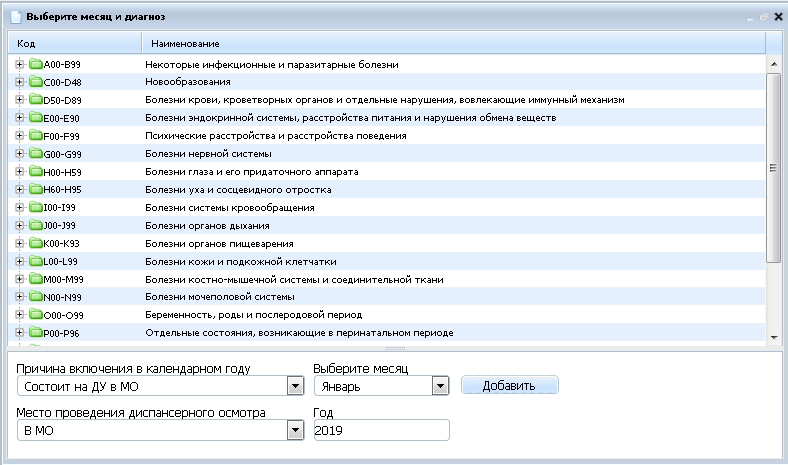 Выберите месяц и диагноз
Код Наименование
A00-B99 Некоторые инфекционные и паразитарные болезни
C00-D48 Новообразования
D50-D89 Болезни крови, кроветворных органов и отдельные нарушения, вовлекающие иммунный механизм
E00-E90 Болезни эндокринной системы, расстройства питания и нарушения обмена веществ
F00-F99 Психические расстройства и расстройства поведения
G00-G99 Болезни нервной системы
H00-H59 Болезни глаза и его придаточного аппарата
H60-H95 Болезни уха и сосцевидного отростка
I00-I99 Болезни системы кровообращения
J00-J99 Болезни органов дыхания
K00-K93 Болезни органов пищеварения
L00-L99 Болезни кожи и подкожной клетчатки
M00-M99 Болезни костно-мышечной системы и соединительной ткани
N00-N99 Болезни мочеполовой системы
O00-O99 Беременность, роды и послеродовой период
P00-P96 Отдельные состояния, возникающие в перинатальном периоде
Причина включения в календарном году Выберите месяц
Состоит на ДУ в МО Январь Добавить
Место проведения диспансерного осмотра Год
В МО 2019